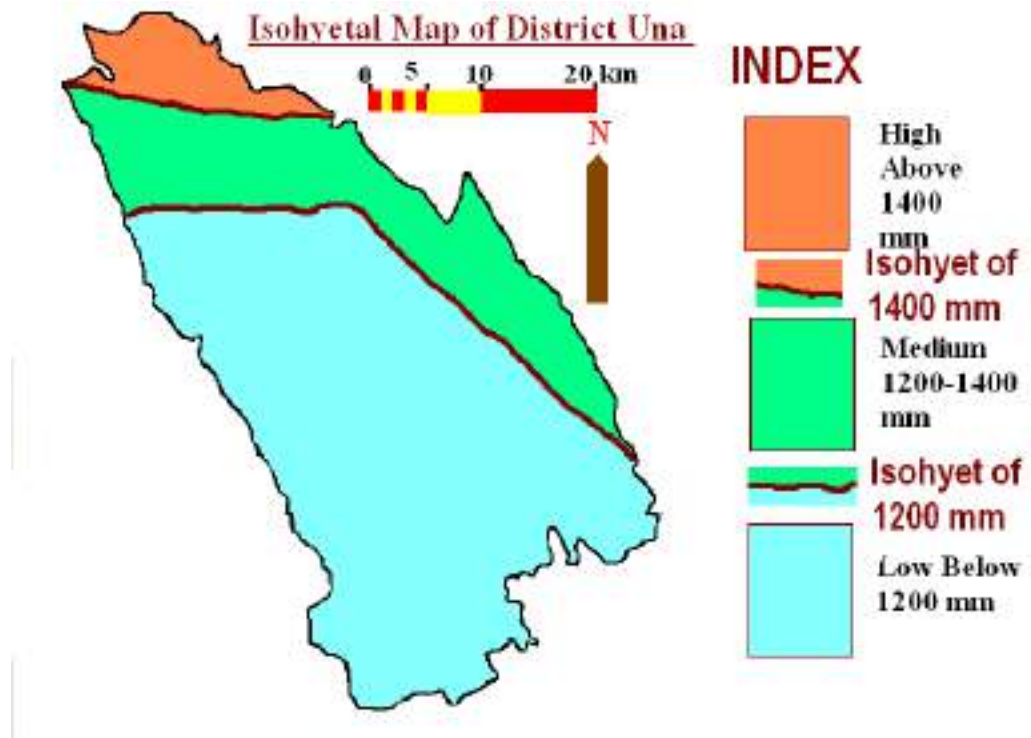 Isohyetal Map of District Una
0 5 10 20 km
N
INDEX
High
Above
1400
mm
Isohyet of
1400 mm
Medium
1200-1400
mm
Isohyet of
1200 mm
Low Below
1200 mm